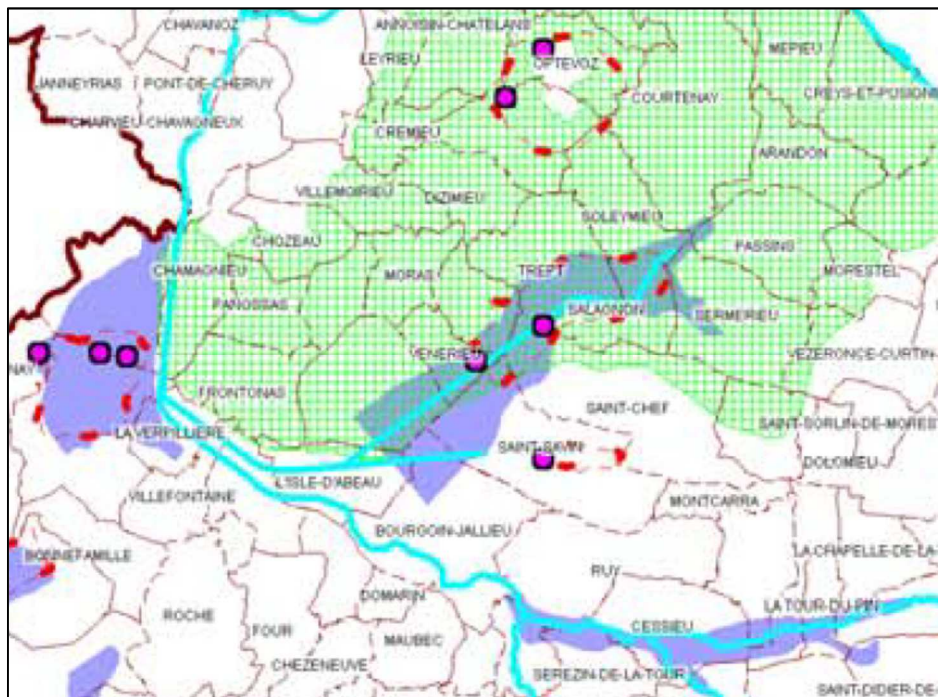 CHAVANOZ
ANNOISIN-CHATELANS
LEYRIEU
OPTEVOZ
MEPIEU
JANNEYRIAS
PONT-DE-CHERUY
COURTENAY
CREYS-ET-PUSIGNE
CHARVIEU-CHAVAGNEUX
CREMIEU
ARANDON
VILLEMOIRIEU
DIZIMIEU
SOLEYMIEU
CHOZEAU
PASSINS
CHAMAGNIEU
MORAS
TREPT
MORESTEL
PANOSSAS
SALAGNON
SERMERIEU
NAY
VENERIEU
VEZERONCE-CURTIN
FRONTONAS
SAINT-CHEF
SAINT-SORLIN-DE-MOREST
LA VERPILLIERE
SAINT-SAVIN
DOLOMIEU
L'ISLE-D'ABEAU
VILLEFONTAINE
MONTCARRA
BOURGOIN-JALLIEU
BONNEFAMILLE
LA CHAPELLE-DE-LA
RUY
DOMARIN
LA TOUR-DU-PIN
ROCHE
FOUR
MAUBEC
CESSIEU
CHEZENEUVE
SEREZIN-DE-LA-TOUR
SAINT-DIDIER-DE-